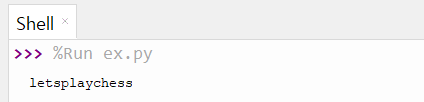 Shell ×
>>> %Run ex.py
letsplaychess